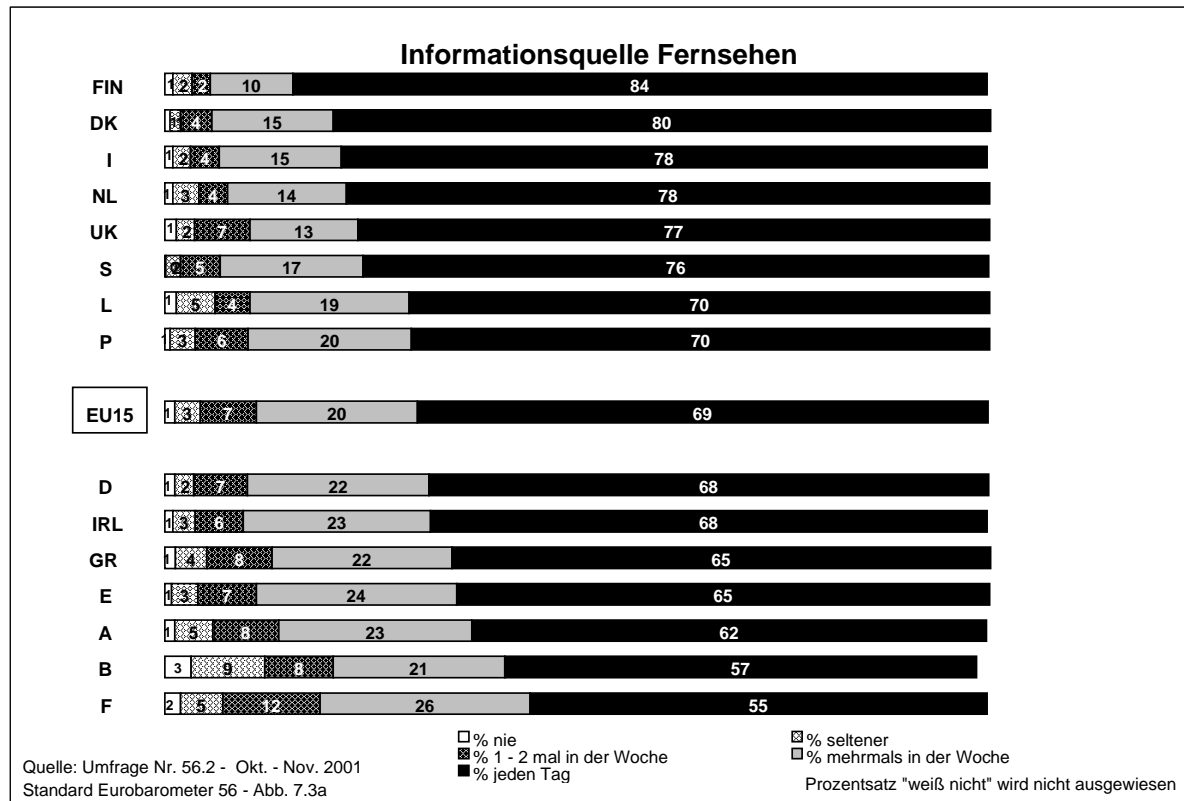 Informationsquelle Fernsehen
FIN 1 2 2 10 84
DK 1 4 15 80
I 1 2 4 15 78
NL 1 3 4 14 78
UK 1 2 7 13 77
S 5 17 76
L 1 5 4 19 70
P 1 3 6 20 70
EU15 1 3 7 20 69
D 1 2 7 22 68
IRL 1 3 6 23 68
GR 1 4 8 22 65
E 1 3 7 24 65
A 1 5 8 23 62
B 3 9 8 21 57
F 2 5 12 26 55
% nie % seltener
% 1 - 2 mal in der Woche % mehrmals in der Woche
% jeden Tag
Quelle: Umfrage Nr. 56.2 - Okt. - Nov. 2001
Standard Eurobarometer 56 - Abb. 7.3a
Prozentsatz "weiß nicht" wird nicht ausgewiesen